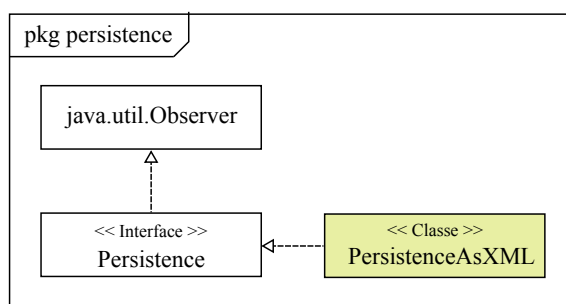 pkg persistence
java.util.Observer
<< Interface >>
Persistence
<< Classe >>
PersistenceAsXML